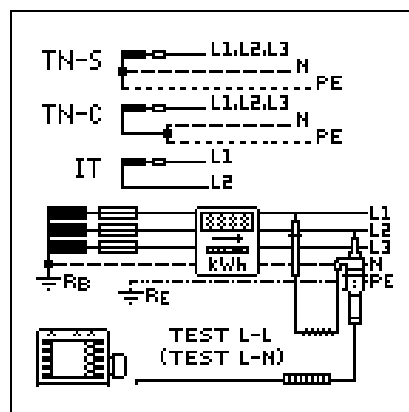 TN-S
L1.L2.L3
N
PE
TN-C
L1.L2.L3
N
PE
IT
L1
L2
8888
kWh
L1
L2
L3
N
PE
RB
RE
TEST L-L
(TEST L-N)